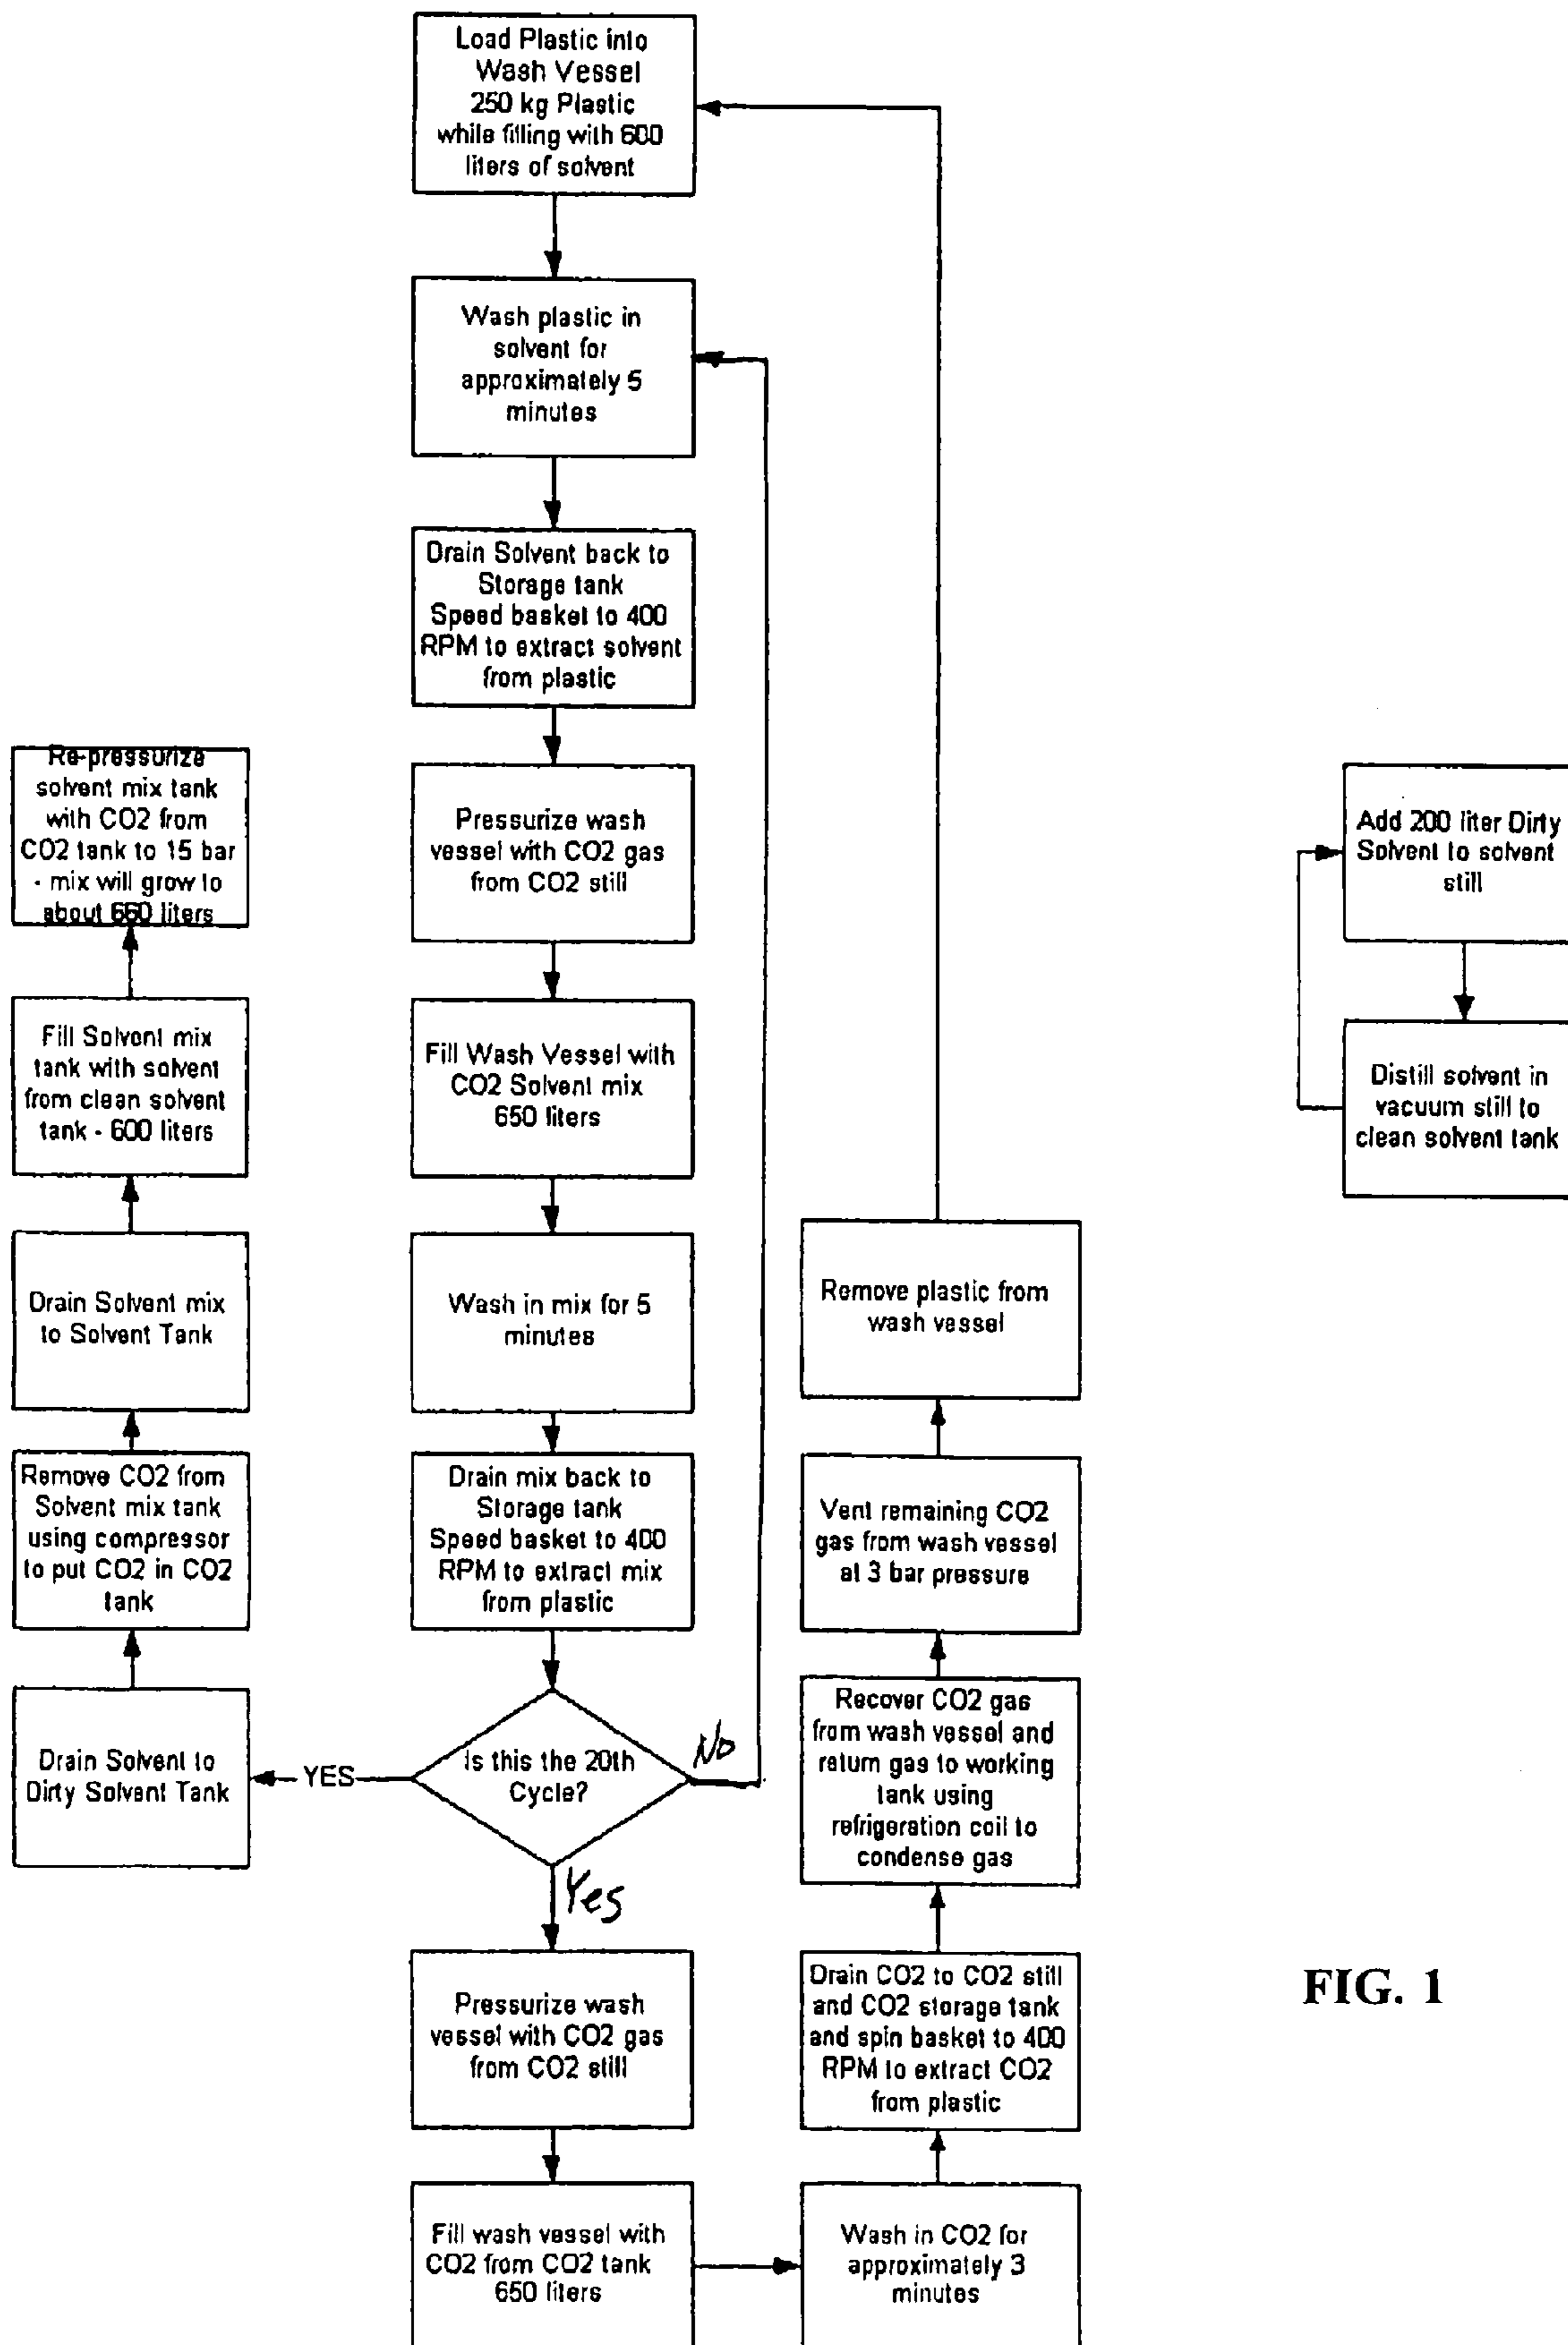 Load Plastic into
Wash Vessel
250 kg Plastic
while filling with 600
liters of solvent
Wash plastic in
solvent for
approximately 5
minutes
Drain Solvent back to
Storage tank
Speed basket to 400
RPM to extract solvent
from plastic
Pressurize wash
vessel with CO2 gas
from CO2 still
Fill Wash Vessel with
CO2 Solvent mix
650 liters
Wash in mix for 5
minutes
Drain mix back to
Storage tank
Speed basket to 400
RPM to extract mix
from plastic
Is this the 20th
Cycle?
No
YES
Yes
Drain Solvent to
Dirty Solvent Tank
Remove CO2 from
Solvent mix tank
using compressor
to put CO2 in CO2
tank
Drain Solvent mix
to Solvent Tank
Fill Solvent mix
tank with solvent
from clean solvent
tank - 600 liters
Re-pressurize
solvent mix tank
with CO2 from
CO2 tank to 15 bar
- mix will grow to
about 650 liters
Pressurize wash
vessel with CO2 gas
from CO2 still
Fill wash vessel with
CO2 from CO2 tank
650 liters
Wash in CO2 for
approximately 3
minutes
Drain CO2 to CO2 still
and CO2 storage tank
and spin basket to 400
RPM to extract CO2
from plastic
Recover CO2 gas
from wash vessel and
return gas to working
tank using
refrigeration coil to
condense gas
Vent remaining CO2
gas from wash vessel
at 3 bar pressure
Remove plastic from
wash vessel
Add 200 liter Dirty
Solvent to solvent
still
Distill solvent in
vacuum still to
clean solvent tank
FIG. 1